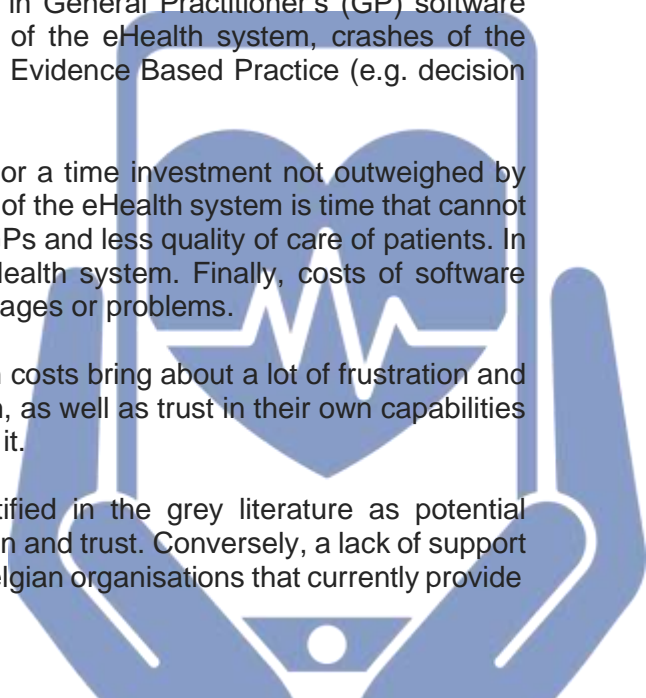 in General Practitioner's (GP) software
of the eHealth system, crashes of the
Evidence Based Practice (e.g. decision
or a time investment not outweighed by
of the eHealth system is time that cannot
Ps and less quality of care of patients. In
ealth system. Finally, costs of software
ages or problems.
costs bring about a lot of frustration and
, as well as trust in their own capabilities
it.
tified in the grey literature as potential
n and trust. Conversely, a lack of support
elgian organisations that currently provide